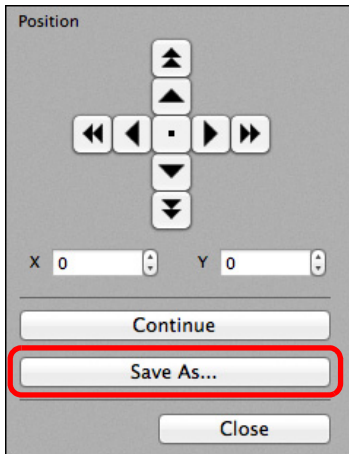 Position
X 0 Y 0
Continue
Save As...
Close